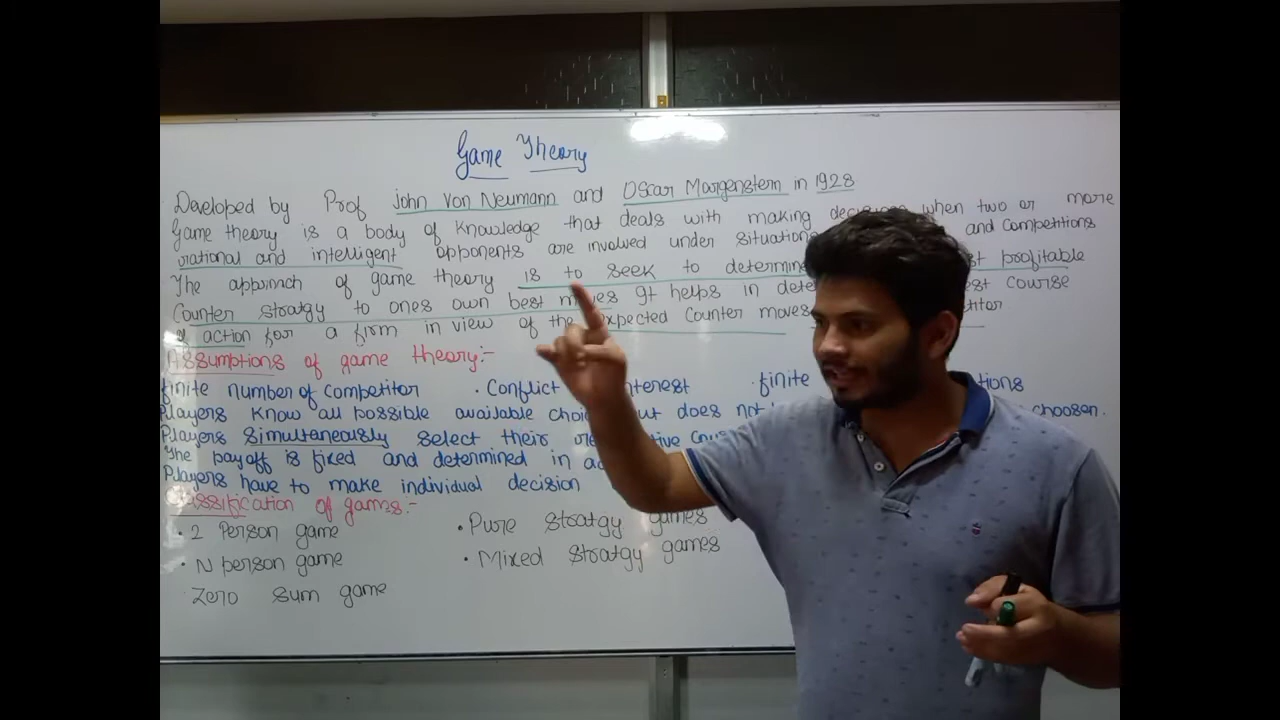 Game Theory
Developed by Prof John Von Neumann and Oscar Morgenstern in 1928
Game theory is a body of knowledge that deals with making when two or more
rational and intelligent opponents are involved under situations and competitions
The approach of game theory is to seek to determine profitable
Counter stratgy to ones own best moves It helps in course
of action for a firm in view of the expected Counter moves
Assumptions of game theory:-
finite number of competitor . Conflict interest . finite
Players know all possible available but does not choosen.
Players simultaneously select their
The payoff is fixed and determined in
Players have to make individual decision
Classification of games:-
. 2 Person game . Pure stratgy games
. N person game . Mixed stratgy games
. Zero sum game